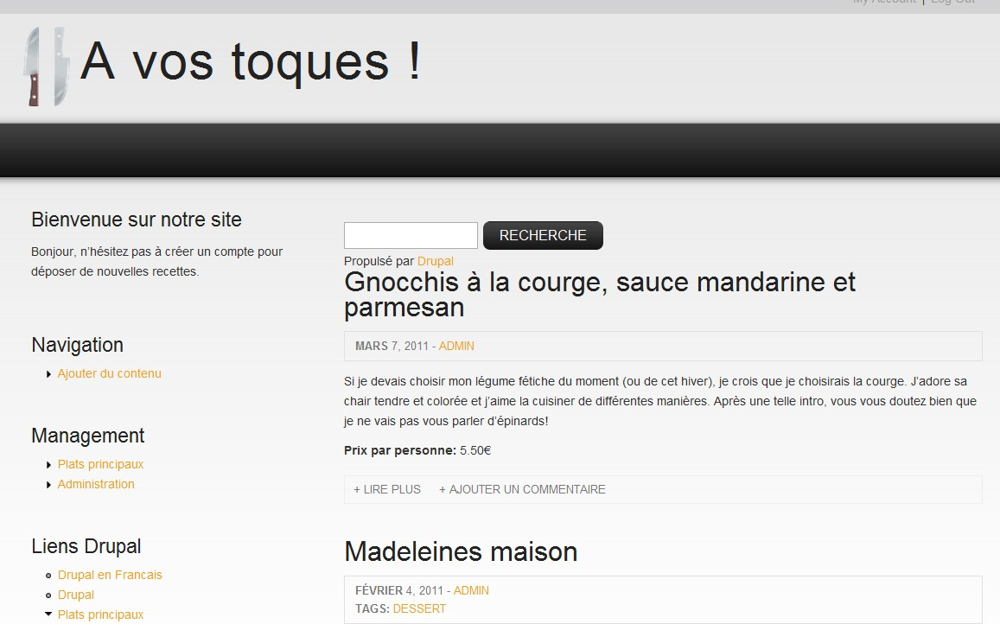 My Account | Log Out
A vos toques !
Bienvenue sur notre site
Bonjour, n’hésitez pas à créer un compte pour
déposer de nouvelles recettes.
Navigation
Ajouter du contenu
Management
Plats principaux
Administration
Liens Drupal
Drupal en Francais
Drupal
Plats principaux
RECHERCHE
Propulsé par Drupal
Gnocchis à la courge, sauce mandarine et
parmesan
MARS 7, 2011 - ADMIN
Si je devais choisir mon légume fétiche du moment (ou de cet hiver), je crois que je choisirais la courge. J’adore sa
chair tendre et colorée et j’aime la cuisiner de différentes manières. Après une telle intro, vous vous doutez bien que
je ne vais pas vous parler d’épinards!
Prix par personne: 5.50€
+ LIRE PLUS + AJOUTER UN COMMENTAIRE
Madeleines maison
FÉVRIER 4, 2011 - ADMIN
TAGS: DESSERT